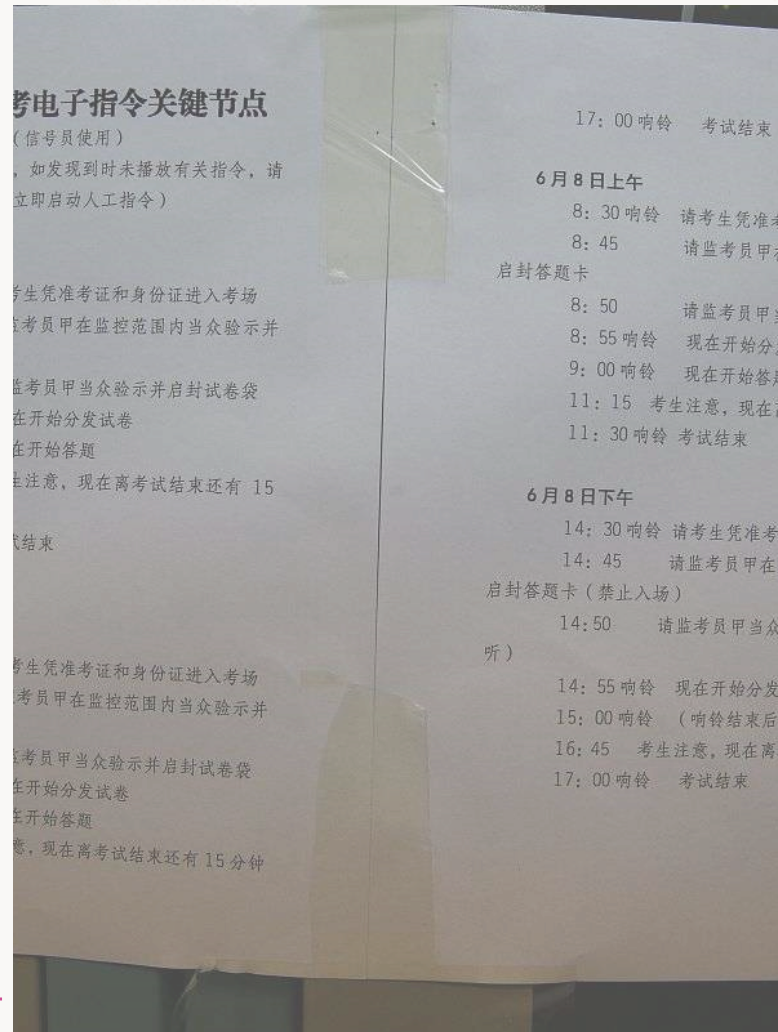 考电子指令关键节点
（信号员使用）
，如发现到时未播放有关指令，请
立即启动人工指令）
考生凭准考证和身份证进入考场
监考员甲在监控范围内当众验示并
监考员甲当众验示并启封试卷袋
在开始分发试卷
在开始答题
生注意，现在离考试结束还有 15
试结束
考生凭准考证和身份证进入考场
考员甲在监控范围内当众验示并
监考员甲当众验示并启封试卷袋
在开始分发试卷
在开始答题
意，现在离考试结束还有 15 分钟
17：00 响铃 考试结束
6 月 8 日上午
8：30 响铃 请考生凭准考
8：45 请监考员甲在
启封答题卡
8：50 请监考员甲当
8：55 响铃 现在开始分发
9：00 响铃 现在开始答题
11：15 考生注意，现在离
11：30 响铃 考试结束
6 月 8 日下午
14：30 响铃 请考生凭准考
14：45 请监考员甲在
启封答题卡（禁止入场）
14:50 请监考员甲当众
听）
14：55 响铃 现在开始分发
15：00 响铃 （响铃结束后
16：45 考生注意，现在离
17：00 响铃 考试结束